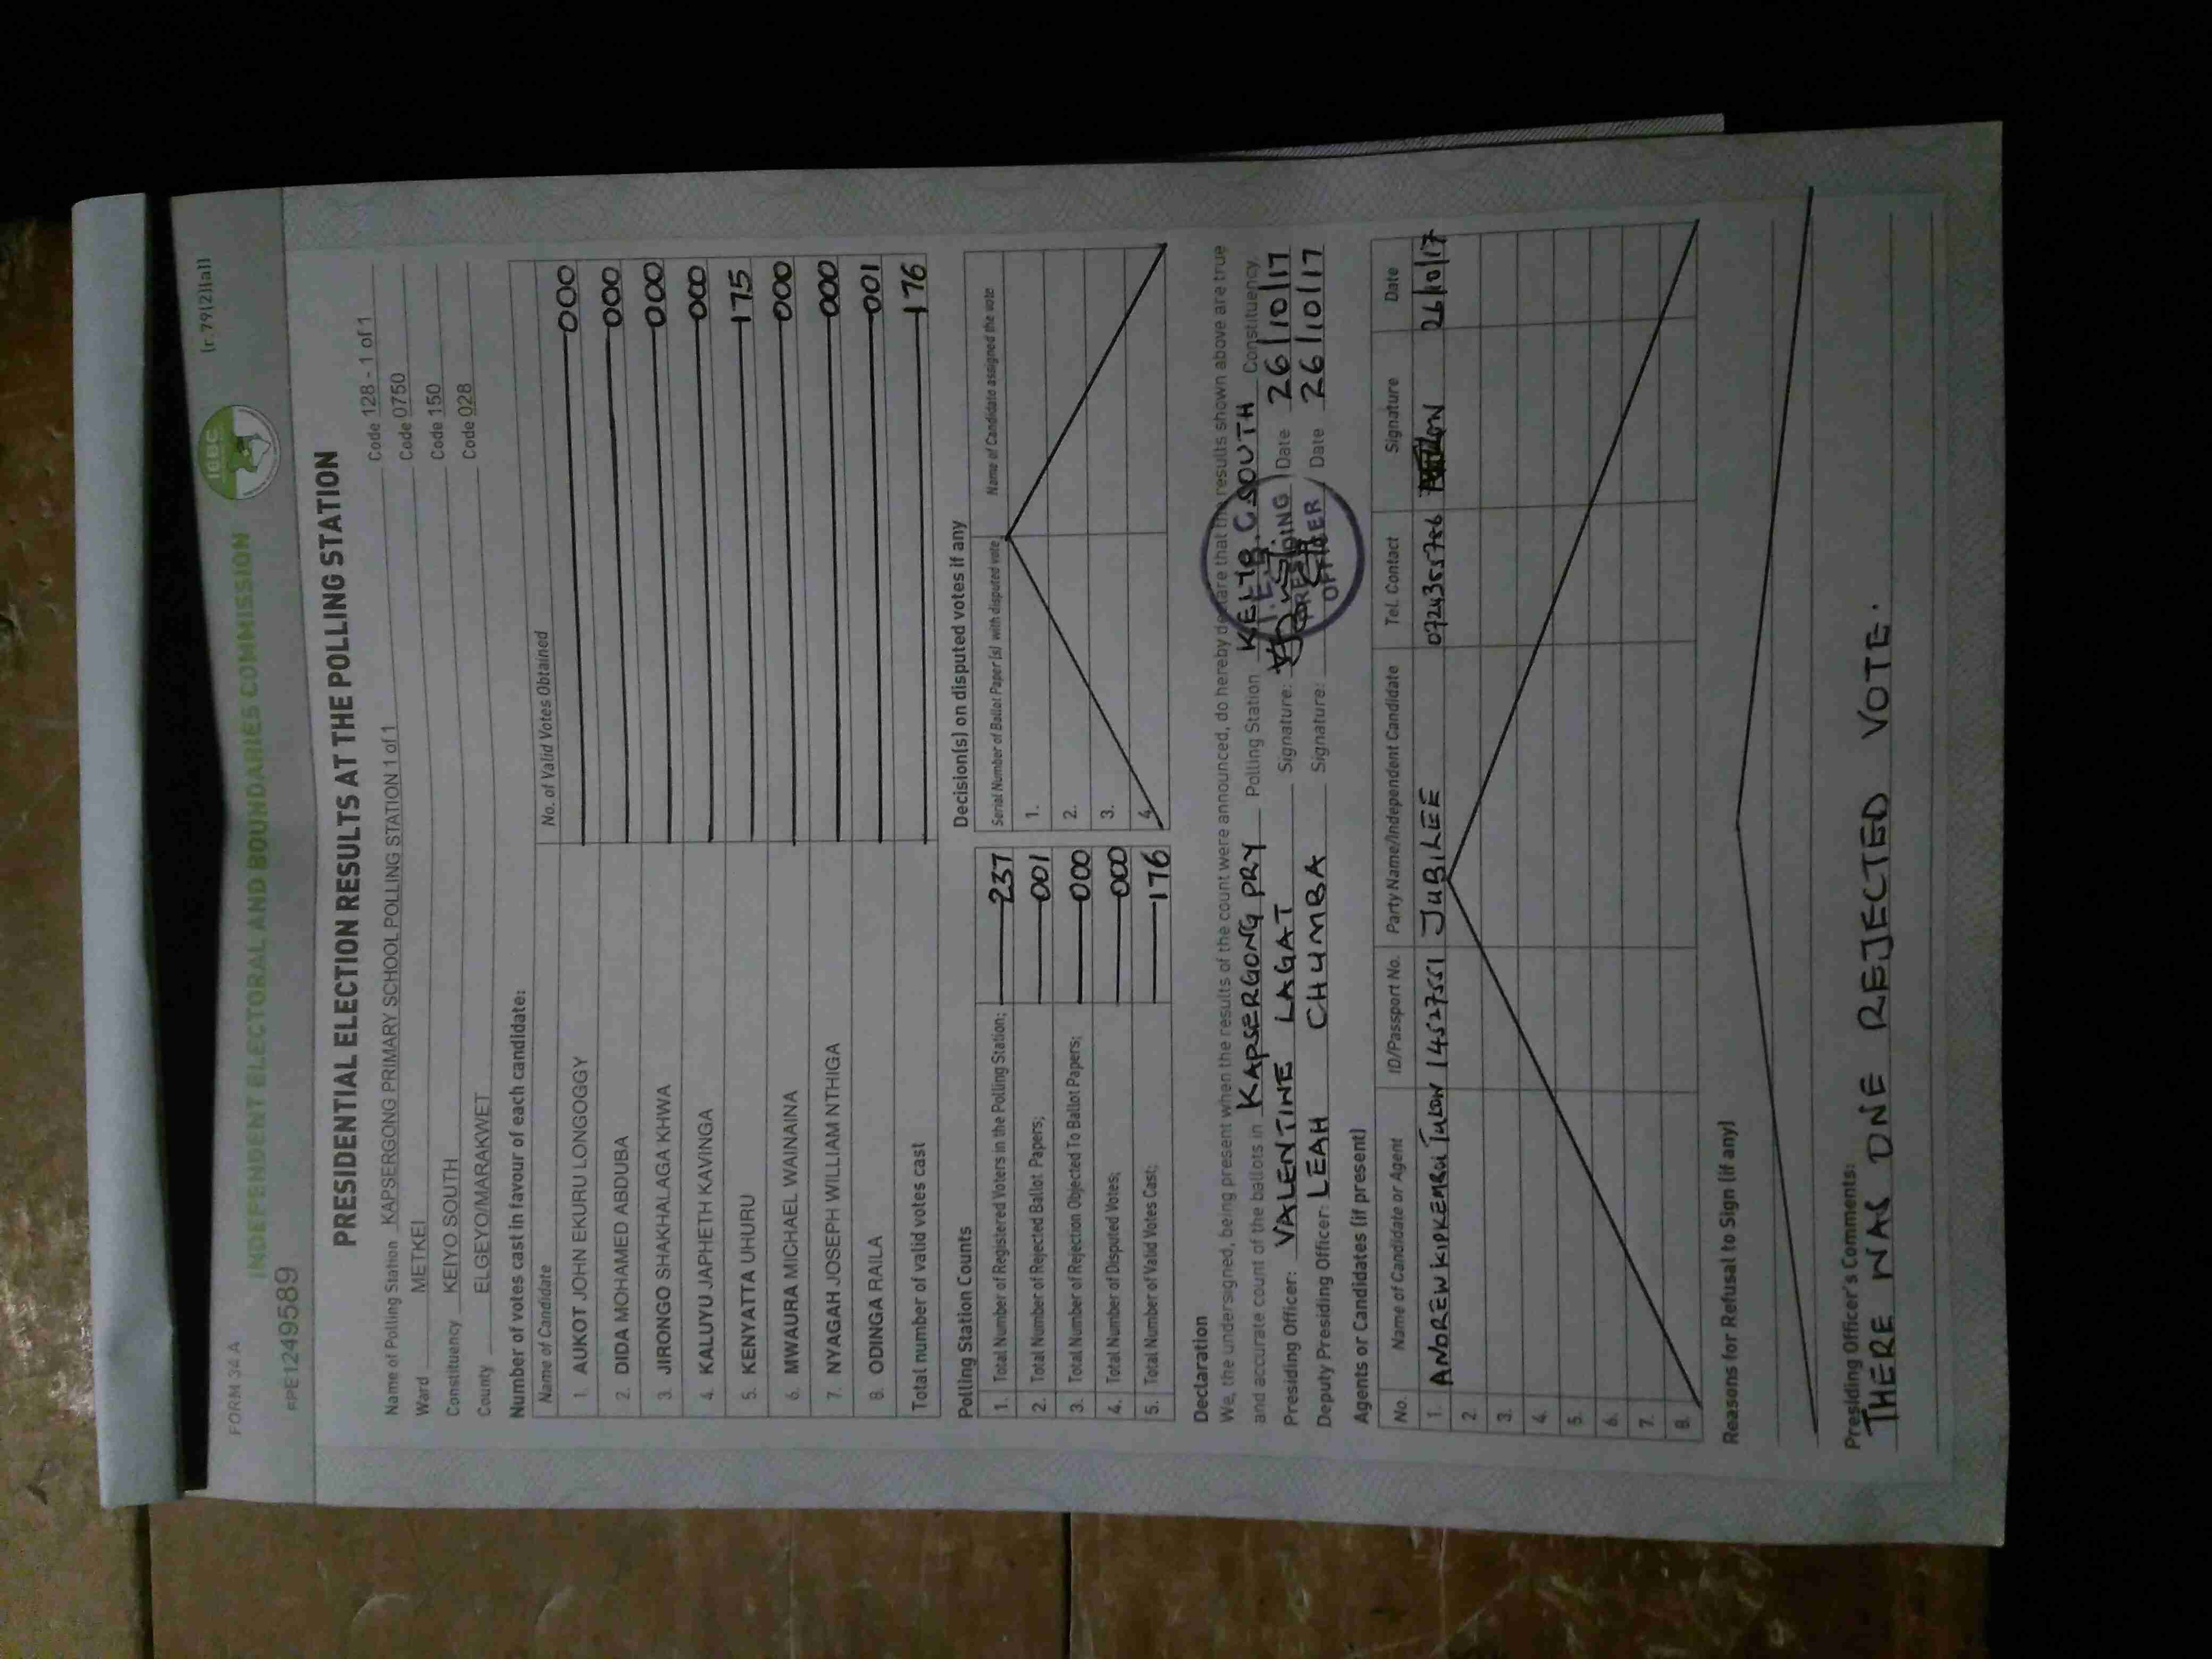 FORM 34 A
(r.79(2)(a))
INDEPENDENT ELECTORAL AND BOUNDARIES COMMISSION
IEBC
PPE1249589
PRESIDENTIAL ELECTION RESULTS AT THE POLLING STATION
Name of Polling Station KAPSERGONG PRIMARY SCHOOL POLLING STATION 1 of 1 Code 128 - 1 of 1
Ward METKEI Code 0750
Constituency KEIYO SOUTH Code 150
County ELGEYO/MARAKWET Code 028
Number of votes cast in favour of each candidate:
Name of Candidate No. of Valid Votes Obtained
1. AUKOT JOHN EKURU LONGOGGY 000
2. DIDA MOHAMED ABDUBA 000
3. JIRONGO SHAKHALAGA KHWA 000
4. KALUYU JAPHETH KAVINGA 000
5. KENYATTA UHURU 175
6. MWAURA MICHAEL WAINAINA 000
7. NYAGAH JOSEPH WILLIAM NTHIGA 000
8. ODINGA RAILA 001
Total number of valid votes cast 176
Polling Station Counts
1. Total Number of Registered Voters in the Polling Station; 237
2. Total Number of Rejected Ballot Papers; 001
3. Total Number of Rejection Objected To Ballot Papers; 000
4. Total Number of Disputed Votes; 000
5. Total Number of Valid Votes Cast; 176
Decision(s) on disputed votes if any
Serial Number of Ballot Paper(s) with disputed vote Name of Candidate assigned the vote
1.
2.
3.
4.
Declaration
We, the undersigned, being present when the results of the count were announced, do hereby declare that the results shown above are true
and accurate count of the ballots in KAPSERGONG PRY Polling Station KEIYO SOUTH Constituency.
Presiding Officer: VALENTINE LAGAT Signature: Date 26/10/17
Deputy Presiding Officer: LEAH CHUMBA Signature: Date 26/10/17
PRESIDING
OFFICER
Agents or Candidates (if present)
No. Name of Candidate or Agent ID/Passport No. Party Name/Independent Candidate Tel. Contact Signature Date
1. ANDREW KIPKEMBOI 14527551 JUBILEE 26/10/17
2.
3.
4.
5.
6.
7.
8.
Reasons for Refusal to Sign (if any)
Presiding Officer's Comments:
THERE WAS ONE REJECTED VOTE.